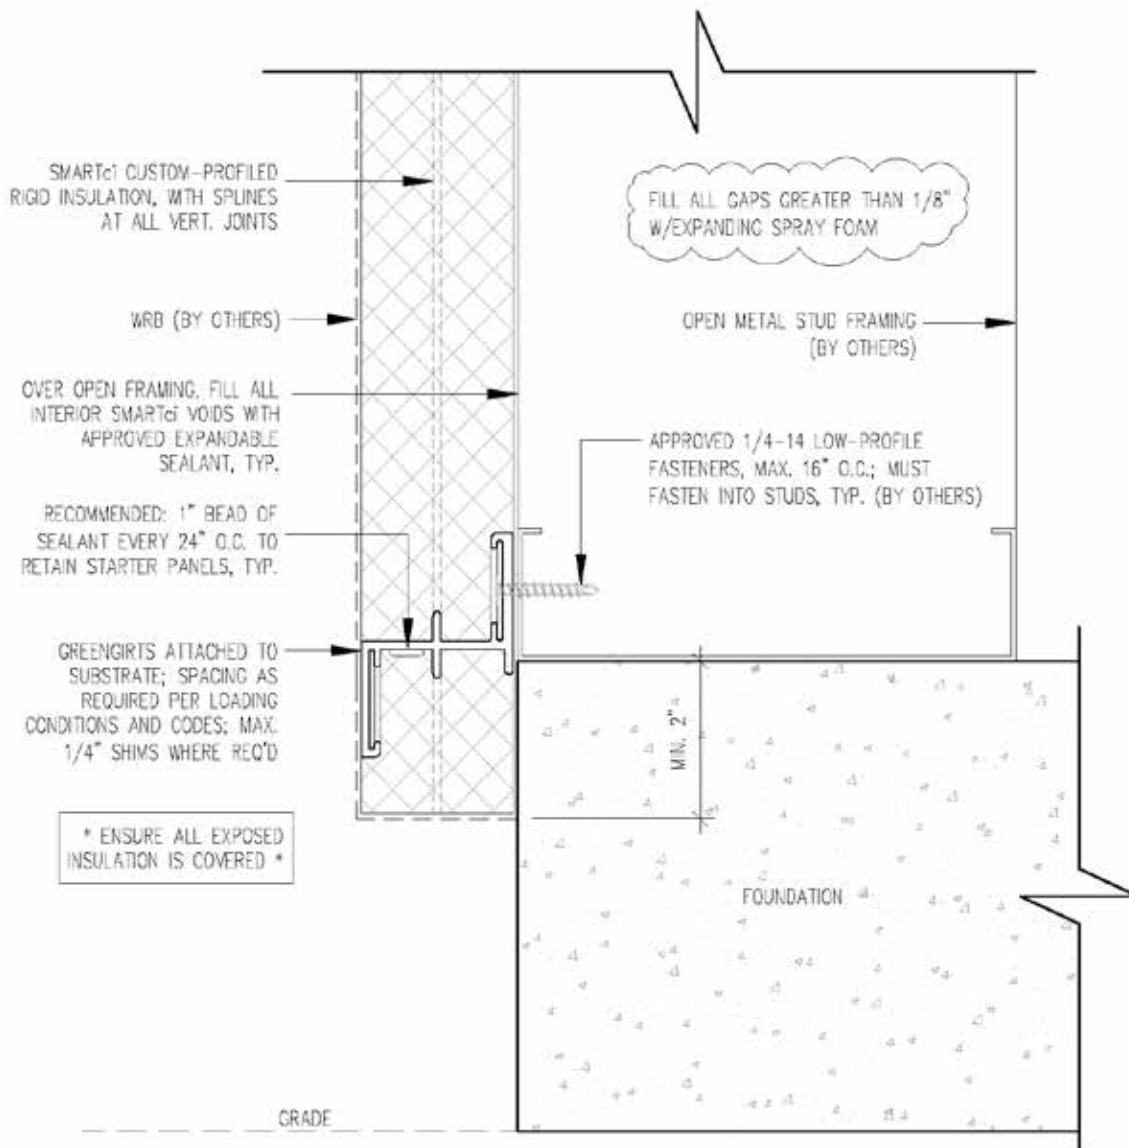 SMARTci CUSTOM-PROFILED
RIGID INSULATION, WITH SPLINES
AT ALL VERT. JOINTS
FILL ALL GAPS GREATER THAN 1/8"
W/EXPANDING SPRAY FOAM
WRB (BY OTHERS)
OPEN METAL STUD FRAMING
(BY OTHERS)
OVER OPEN FRAMING, FILL ALL
INTERIOR SMARTci VOIDS WITH
APPROVED EXPANDABLE
SEALANT, TYP.
APPROVED 1/4-14 LOW-PROFILE
FASTENERS, MAX. 16" O.C.; MUST
FASTEN INTO STUDS, TYP. (BY OTHERS)
RECOMMENDED: 1" BEAD OF
SEALANT EVERY 24" O.C. TO
RETAIN STARTER PANELS, TYP.
GREENGIRTS ATTACHED TO
SUBSTRATE; SPACING AS
REQUIRED PER LOADING
CONDITIONS AND CODES; MAX.
1/4" SHIMS WHERE REQ'D
MIN. 2"
* ENSURE ALL EXPOSED
INSULATION IS COVERED *
FOUNDATION
GRADE